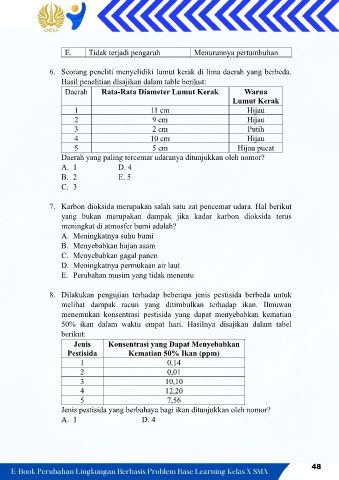 UNESA
E. Tidak terjadi pengaruh Menurunnya pertumbuhan
6. Seorang peneliti menyelidiki lumut kerak di lima daerah yang berbeda.
Hasil penelitian disajikan dalam table berikut:
Daerah Rata-Rata Diameter Lumut Kerak Warna
Lumut Kerak
1 11 cm Hijau
2 9 cm Hijau
3 2 cm Putih
4 10 cm Hijau
5 5 cm Hijau pucat
Daerah yang paling tercemar udaranya ditunjukkan oleh nomor?
A. 1 D. 4
B. 2 E. 5
C. 3
7. Karbon dioksida merupakan salah satu zat pencemar udara. Hal berikut
yang bukan merupakan dampak jika kadar karbon dioksida terus
meningkat di atmosfer bumi adalah?
A. Meningkatnya suhu bumi
B. Menyebabkan hujan asam
C. Menyebabkan gagal panen
D. Meningkatnya permukaan air laut
E. Perubahan musim yang tidak menentu
8. Dilakukan pengujian terhadap beberapa jenis pestisida berbeda untuk
melihat dampak racun yang ditimbulkan terhadap ikan. Ilmuwan
menemukan konsentrasi pestisida yang dapat menyebabkan kematian
50% ikan dalam waktu empat hari. Hasilnya disajikan dalam tabel
berikut:
Jenis Konsentrasi yang Dapat Menyebabkan
Pestisida Kematian 50% Ikan (ppm)
1 0,14
2 0,01
3 10,10
4 12,20
5 7,56
Jenis pestisida yang berbahaya bagi ikan ditunjukkan oleh nomor?
A. 1 D. 4
48
E-Book Perubahan Lingkungan Berbasis Problem Base Learning Kelas X SMA